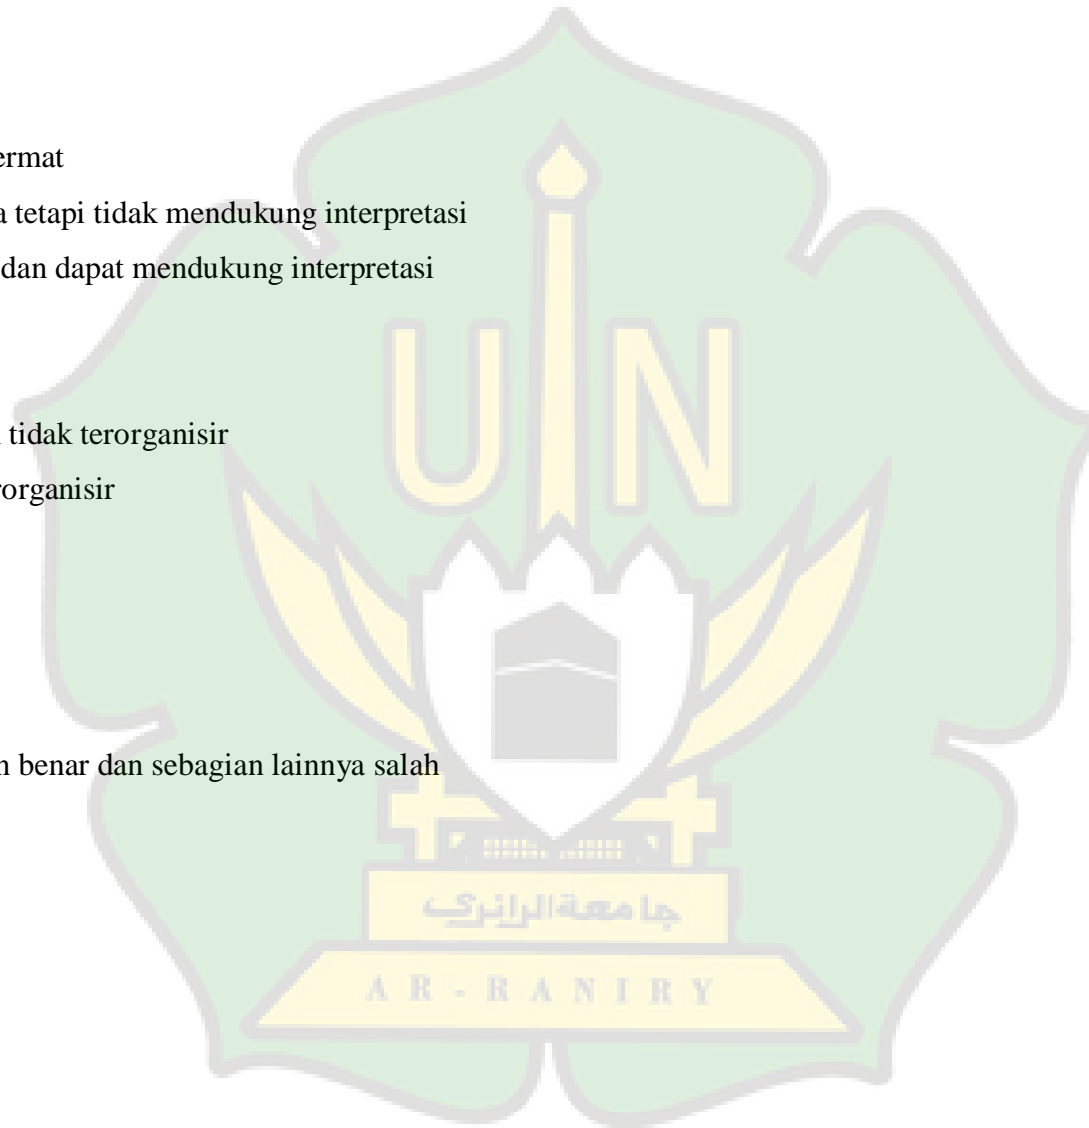 ermat
a tetapi tidak mendukung interpretasi
dan dapat mendukung interpretasi
tidak terorganisir
rorganisir
n benar dan sebagian lainnya salah
UIN
جامعة الرانري
AR-RANIRY